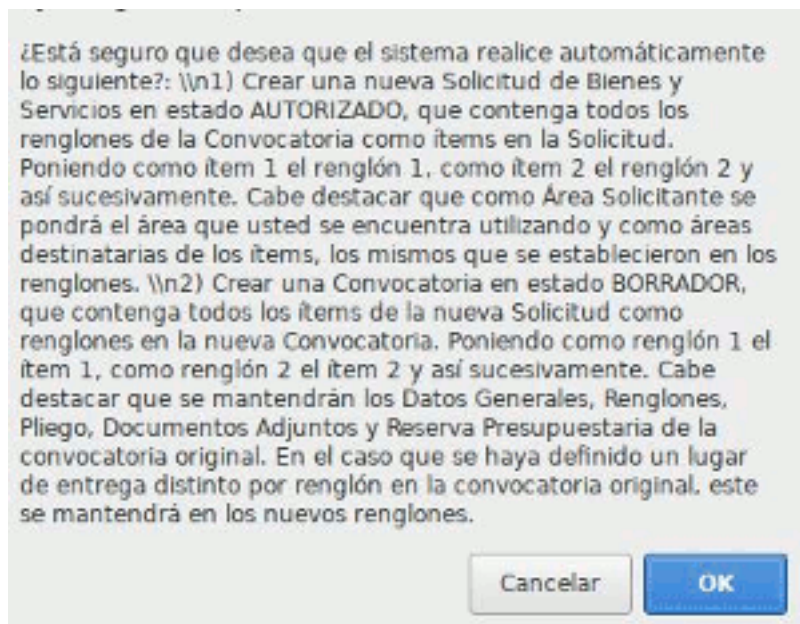 ¿Está seguro que desea que el sistema realice automáticamente
lo siguiente?: \\n1) Crear una nueva Solicitud de Bienes y
Servicios en estado AUTORIZADO, que contenga todos los
renglones de la Convocatoria como ítems en la Solicitud.
Poniendo como ítem 1 el renglón 1, como ítem 2 el renglón 2 y
así sucesivamente. Cabe destacar que como Área Solicitante se
pondrá el área que usted se encuentra utilizando y como áreas
destinatarias de los ítems, los mismos que se establecieron en los
renglones. \\n2) Crear una Convocatoria en estado BORRADOR,
que contenga todos los ítems de la nueva Solicitud como
renglones en la nueva Convocatoria. Poniendo como renglón 1 el
ítem 1, como renglón 2 el ítem 2 y así sucesivamente. Cabe
destacar que se mantendrán los Datos Generales, Renglones,
Pliego, Documentos Adjuntos y Reserva Presupuestaria de la
convocatoria original. En el caso que se haya definido un lugar
de entrega distinto por renglón en la convocatoria original, este
se mantendrá en los nuevos renglones.
Cancelar OK